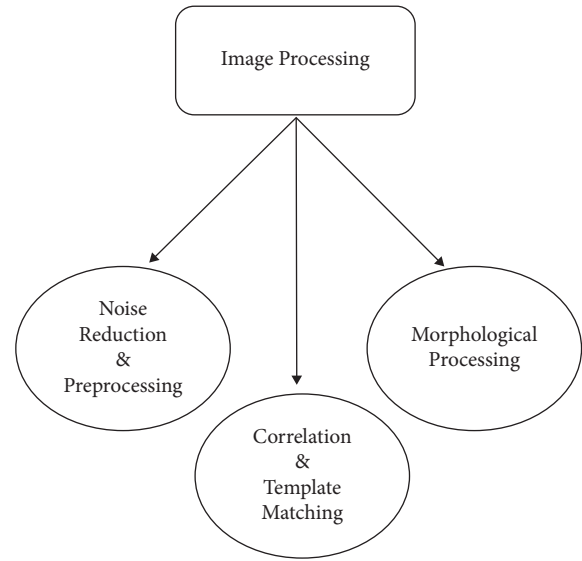 Image Processing
Noise
Reduction
&
Preprocessing
Correlation
&
Template
Matching
Morphological
Processing